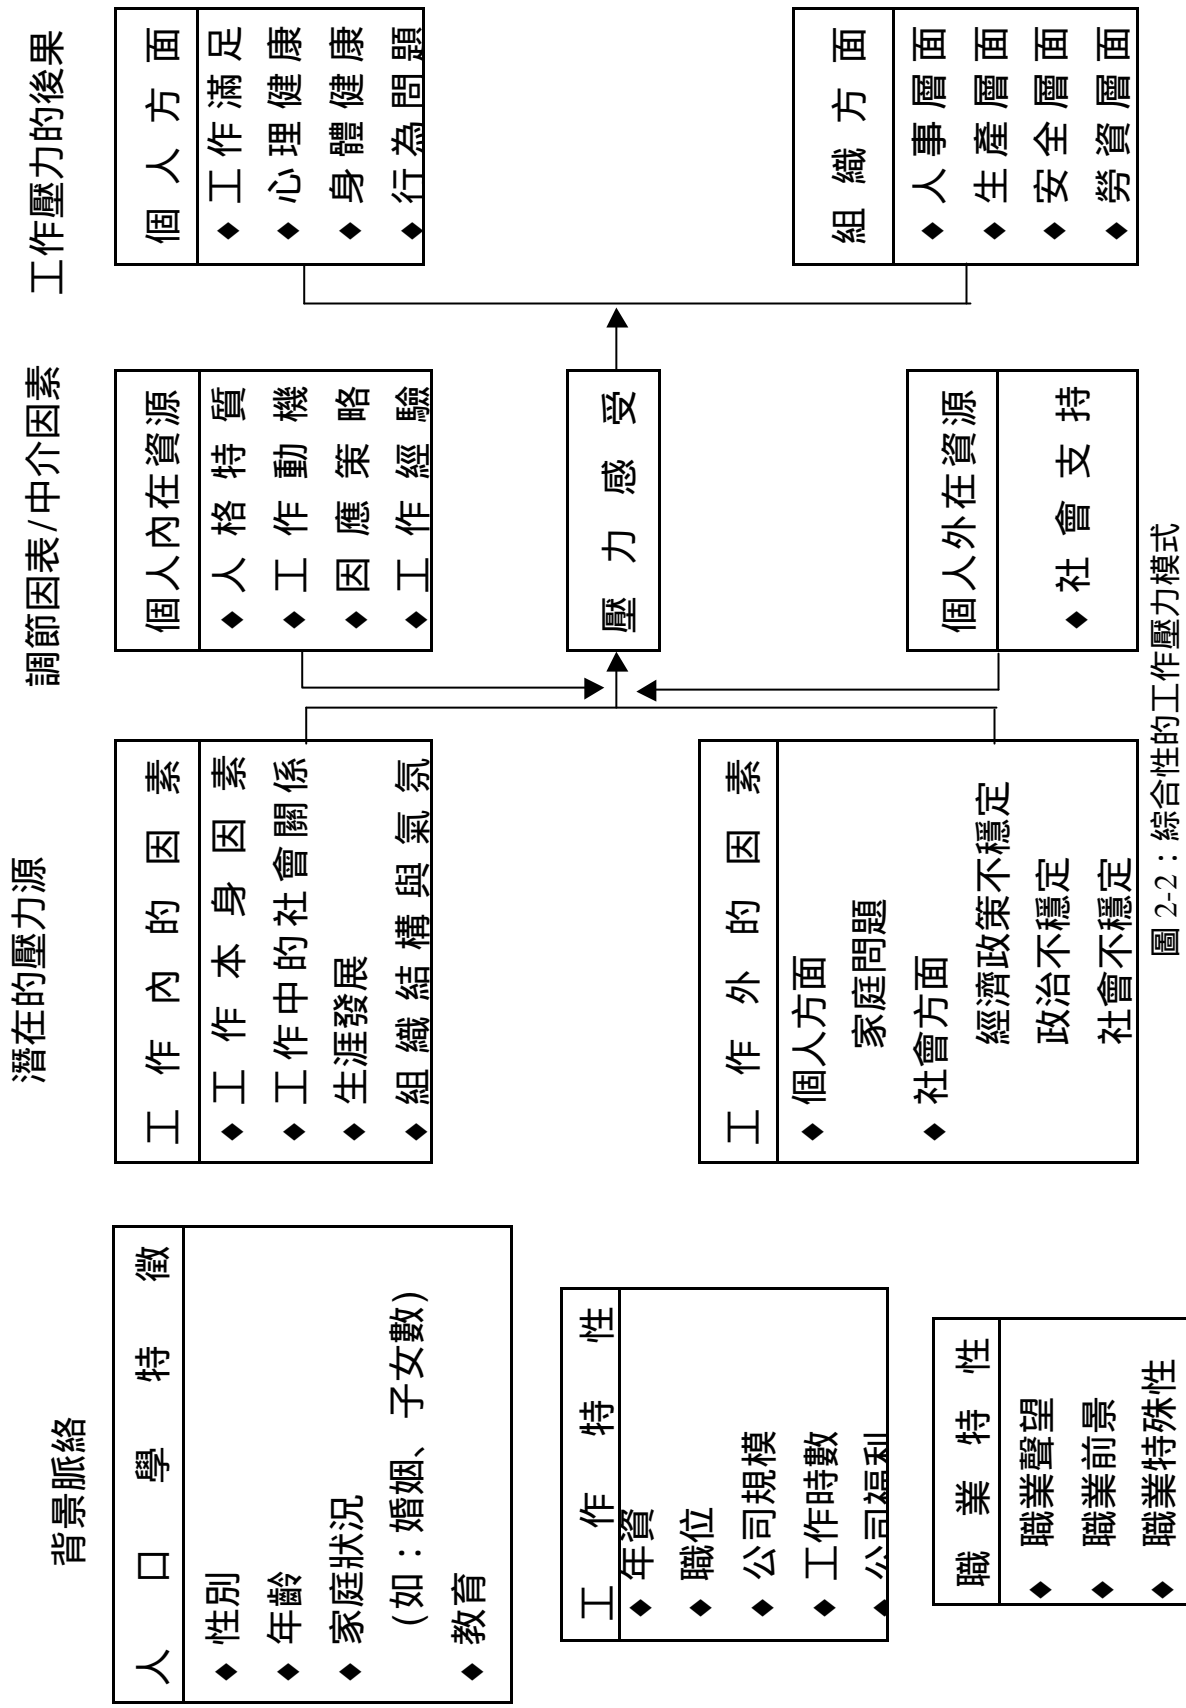 背景脈絡
人口學特徵
♦ 性別
♦ 年齡
♦ 家庭狀況
（如：婚姻、子女數）
♦ 教育
工作特性
♦ 年資
♦ 職位
♦ 公司規模
♦ 工作時數
♦ 公司福利
職業特性
♦ 職業聲望
♦ 職業前景
♦ 職業特殊性
潛在的壓力源
工作內的因素
♦ 工作本身因素
♦ 工作中的社會關係
♦ 生涯發展
♦ 組織結構與氣氛
工作外的因素
♦ 個人方面
家庭問題
♦ 社會方面
經濟政策不穩定
政治不穩定
社會不穩定
調節因表/中介因素
個人內在資源
♦ 人格特質
♦ 工作動機
♦ 因應策略
♦ 工作經驗
壓力感受
個人外在資源
♦ 社會支持
工作壓力的後果
個人方面
♦ 工作滿足
♦ 心理健康
♦ 身體健康
♦ 行為問題
組織方面
♦ 人事層面
♦ 生產層面
♦ 安全層面
♦ 勞資層面
圖 2-2：綜合性的工作壓力模式